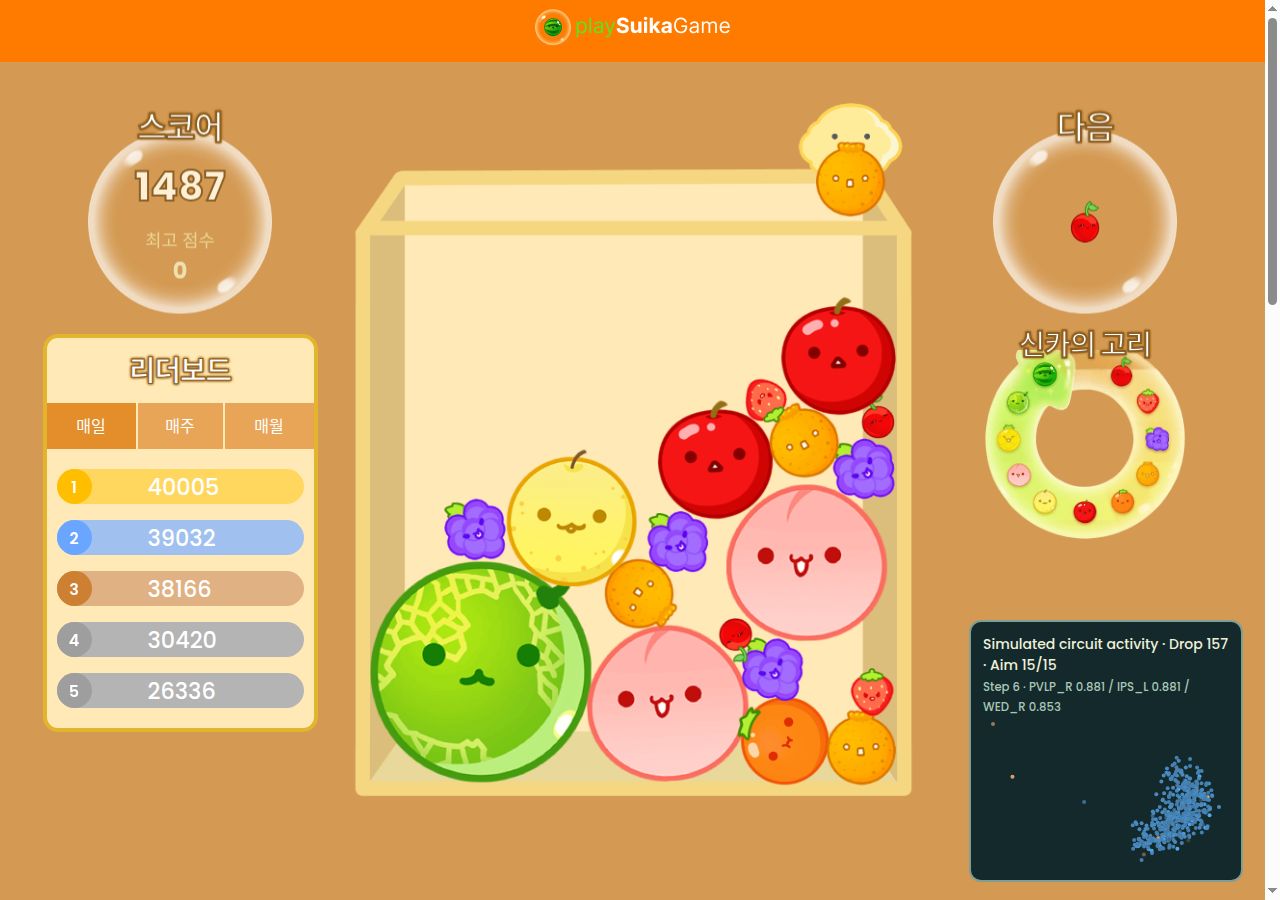 playSuikaGame
스코어
1487
최고 점수
0
리더보드
매일 매주 매월
1 40005
2 39032
3 38166
4 30420
5 26336
다음
신카의 고리
Simulated circuit activity · Drop 157
· Aim 15/15
Step 6 · PVLP_R 0.881 / IPS_L 0.881 /
WED_R 0.853